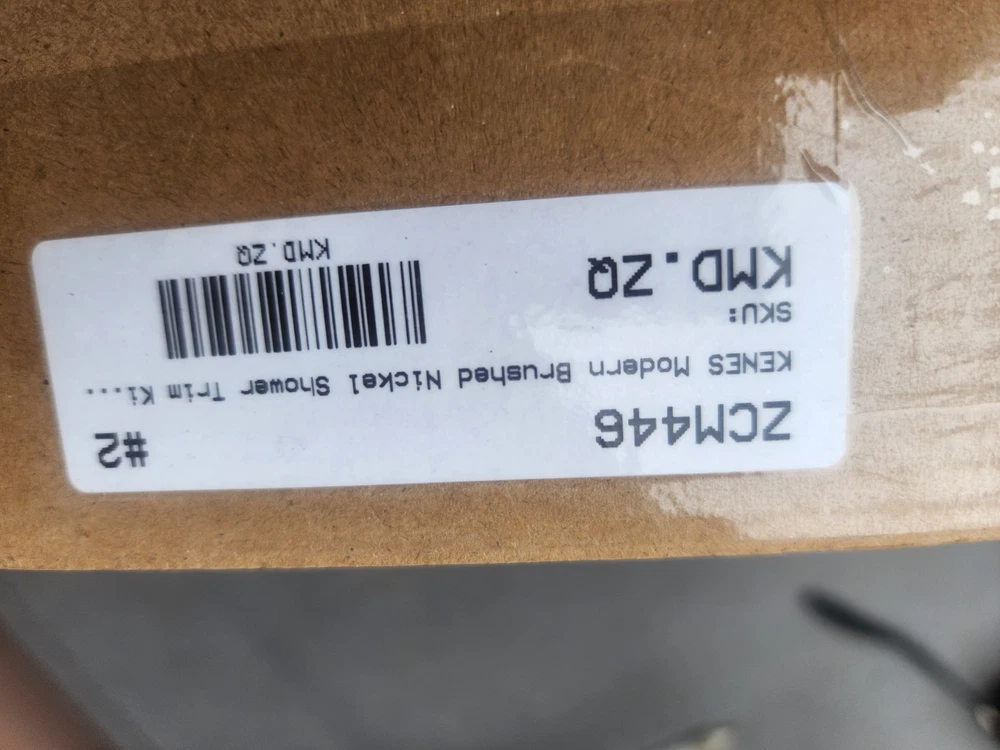 ZCM446 #2
KENES Modern Brushed Nickel Shower Trim Ki...
SKU:
KMD.ZQ
KMD.ZQ